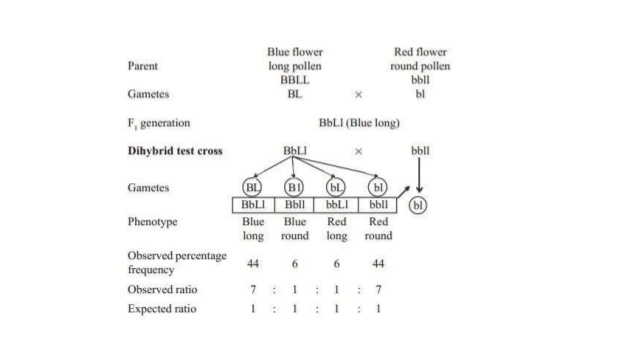 Blue flower Red flower
Parent long pollen round pollen
BBLL bbll
Gametes BL × bl
F1 generation BbLl (Blue long)
Dihybrid test cross BbLl × bbll
Gametes BL Bl bL bl
BbLl Bbll bbLl bbll bl
Phenotype Blue Blue Red Red
long round long round
Observed percentage
frequency 44 6 6 44
Observed ratio 7 : 1 : 1 : 7
Expected ratio 1 : 1 : 1 : 1